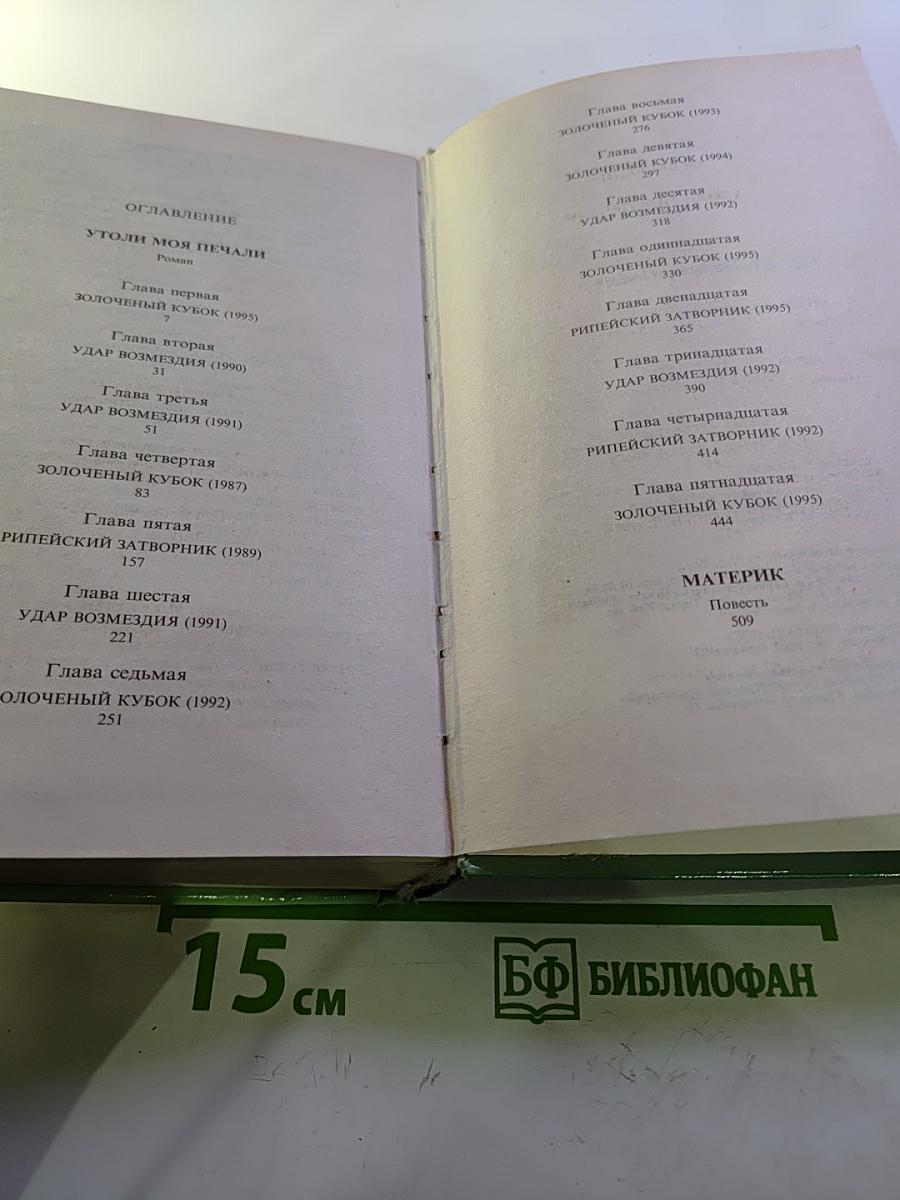 ОГЛАВЛЕНИЕ
УТОЛИ МОЯ ПЕЧАЛИ
Роман
Глава первая
ЗОЛОЧЕНЫЙ КУБОК (1995)
7
Глава вторая
УДАР ВОЗМЕЗДИЯ (1990)
31
Глава третья
УДАР ВОЗМЕЗДИЯ (1991)
51
Глава четвертая
ЗОЛОЧЕНЫЙ КУБОК (1987)
83
Глава пятая
РИПЕЙСКИЙ ЗАТВОРНИК (1989)
157
Глава шестая
УДАР ВОЗМЕЗДИЯ (1991)
221
Глава седьмая
ОЛОЧЕНЫЙ КУБОК (1992)
251
Глава восьмая
ЗОЛОЧЕНЫЙ КУБОК (1993)
276
Глава девятая
ЗОЛОЧЕНЫЙ КУБОК (1994)
297
Глава десятая
УДАР ВОЗМЕЗДИЯ (1992)
318
Глава одиннадцатая
ЗОЛОЧЕНЫЙ КУБОК (1995)
330
Глава двенадцатая
РИПЕЙСКИЙ ЗАТВОРНИК (1995)
365
Глава тринадцатая
УДАР ВОЗМЕЗДИЯ (1992)
390
Глава четырнадцатая
РИПЕЙСКИЙ ЗАТВОРНИК (1992)
414
Глава пятнадцатая
ЗОЛОЧЕНЫЙ КУБОК (1995)
444
МАТЕРИК
Повесть
509
15 см
БФ БИБЛИОФАН